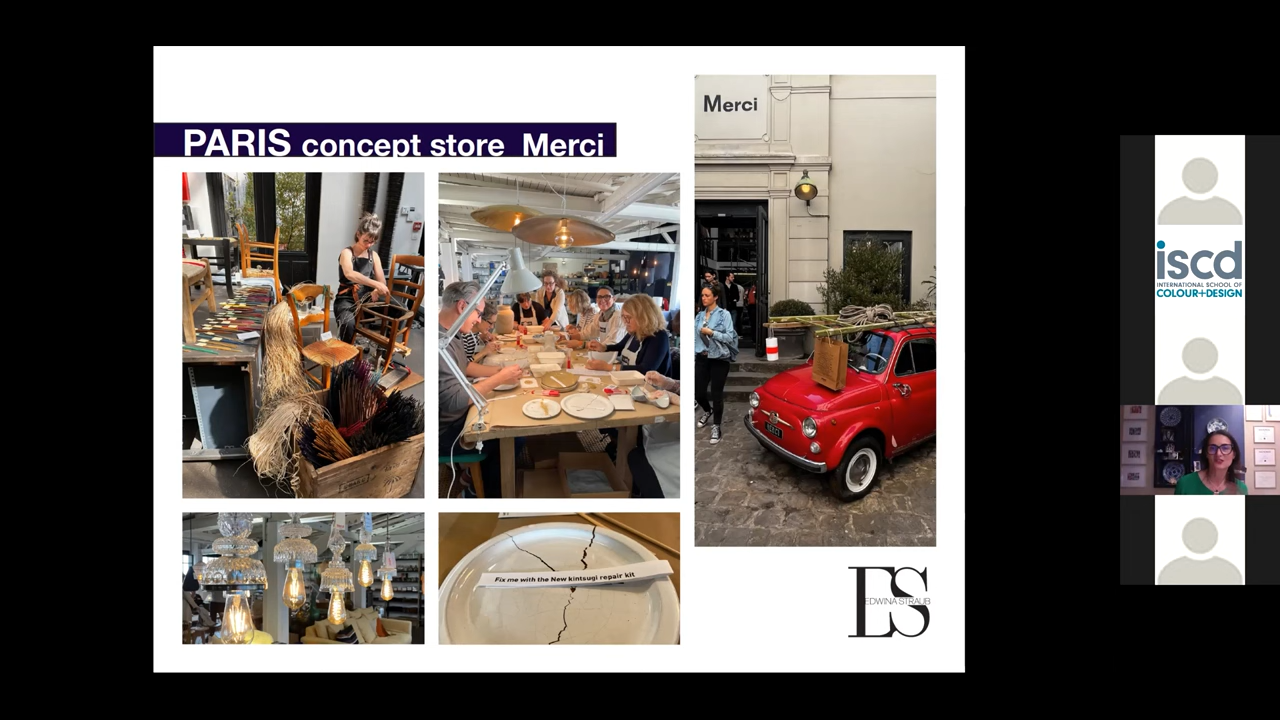 PARIS concept store Merci
Merci
Fix me with the New kintsugi repair kit
ES
EDWINA STRAUB
iscd
INTERNATIONAL SCHOOL OF
COLOUR+DESIGN